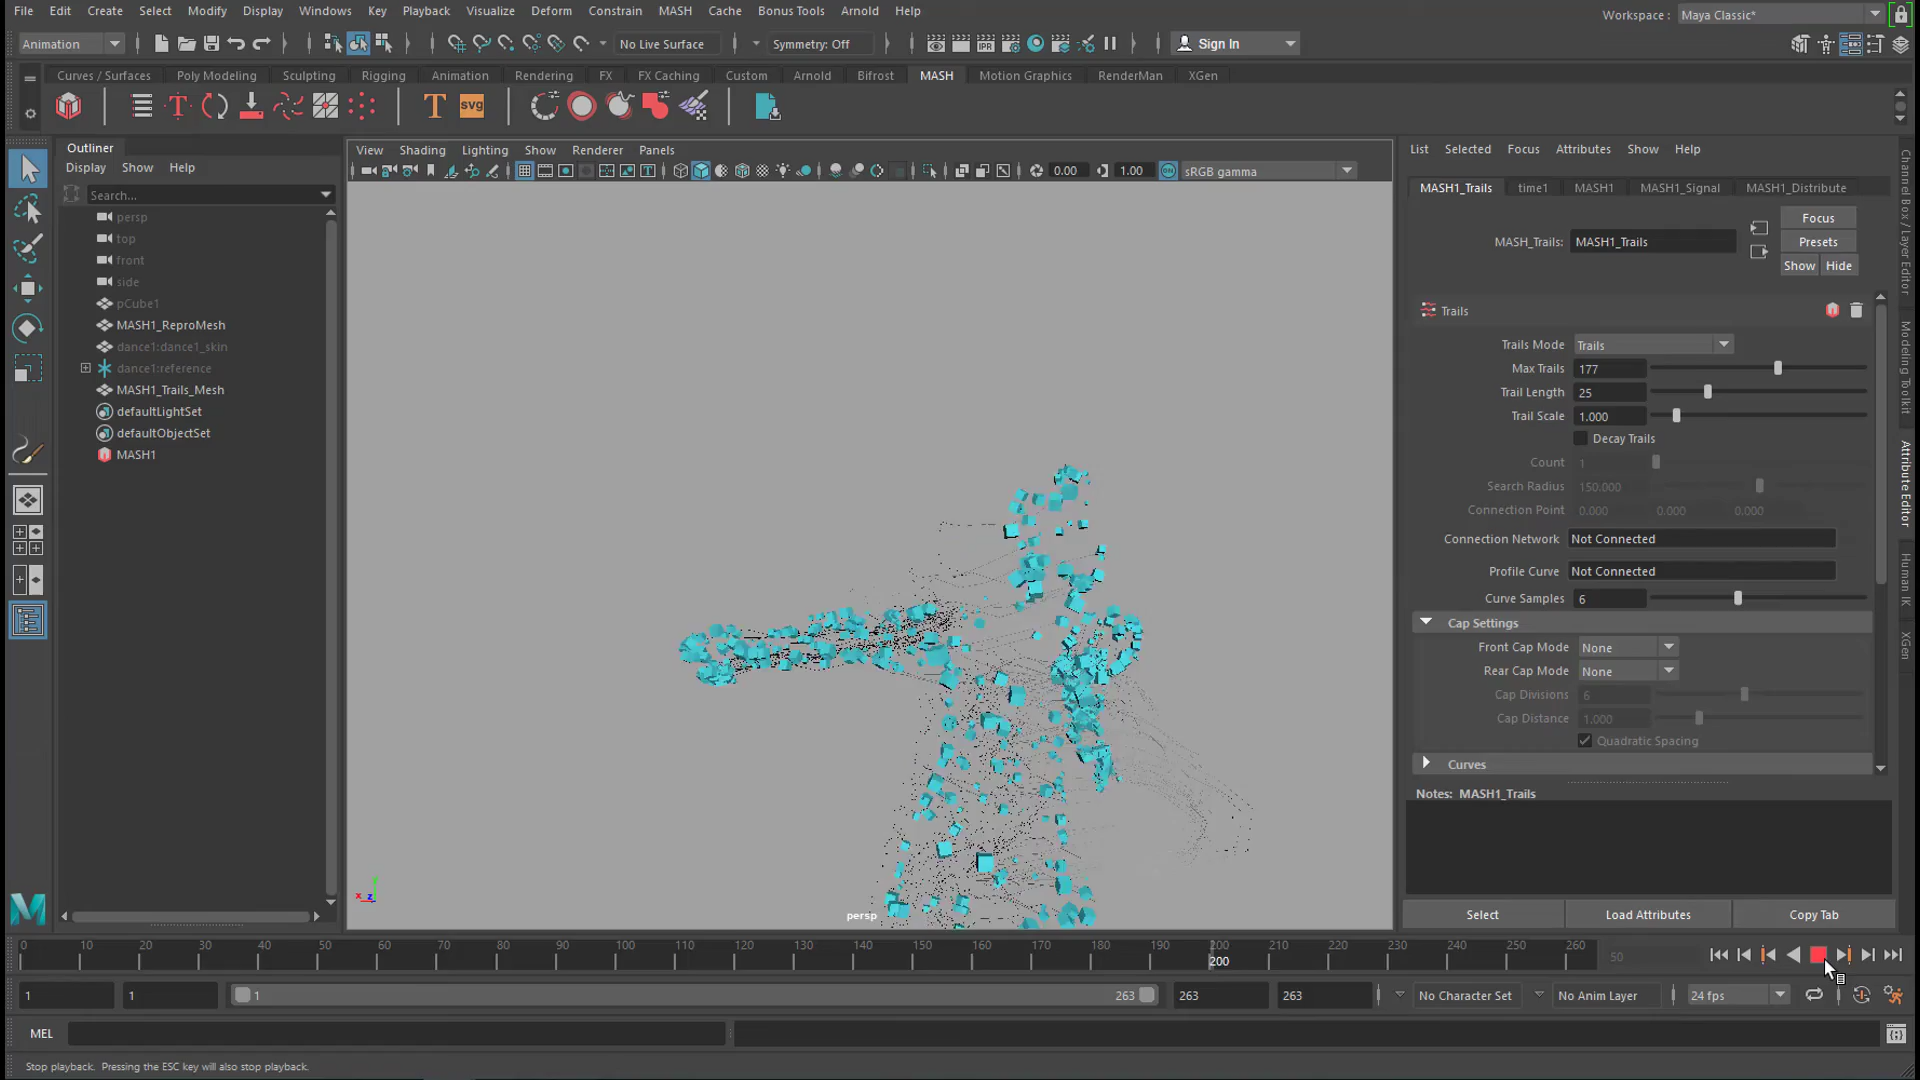 File Edit Create Select Modify Display Windows Key Playback Visualize Deform Constrain MASH Cache Bonus Tools Arnold Help
Workspace : Maya Classic*
Animation No Live Surface Symmetry: Off IPR Sign In
Curves / Surfaces Poly Modeling Sculpting Rigging Animation Rendering FX FX Caching Custom Arnold Bifrost MASH Motion Graphics RenderMan XGen
T T svg
Outliner
Display Show Help
Search...
persp
top
front
side
pCube1
MASH1_ReproMesh
dance1:dance1_skin
dance1:reference
MASH1_Trails_Mesh
defaultLightSet
defaultObjectSet
MASH1
View Shading Lighting Show Renderer Panels
0.00 1.00 ON sRGB gamma
persp
y
x z
List Selected Focus Attributes Show Help
MASH1_Trails time1 MASH1 MASH1_Signal MASH1_Distribute
Focus
MASH_Trails: MASH1_Trails
Presets
Show Hide
Trails
Trails Mode Trails
Max Trails 177
Trail Length 25
Trail Scale 1.000
Decay Trails
Count 1
Search Radius 150.000
Connection Point 0.000 0.000 0.000
Connection Network Not Connected
Profile Curve Not Connected
Curve Samples 6
Cap Settings
Front Cap Mode None
Rear Cap Mode None
Cap Divisions 6
Cap Distance 1.000
Quadratic Spacing
Curves
Notes: MASH1_Trails
Select Load Attributes Copy Tab
Channel Box / Layer Editor
Modeling Toolkit
Attribute Editor
Human IK
XGen
0 10 20 30 40 50 60 70 80 90 100 110 120 130 140 150 160 170 180 190 200 210 220 230 240 250 260
200
50
1 1 1 263 263 263 No Character Set No Anim Layer 24 fps
MEL
Stop playback. Pressing the ESC key will also stop playback.